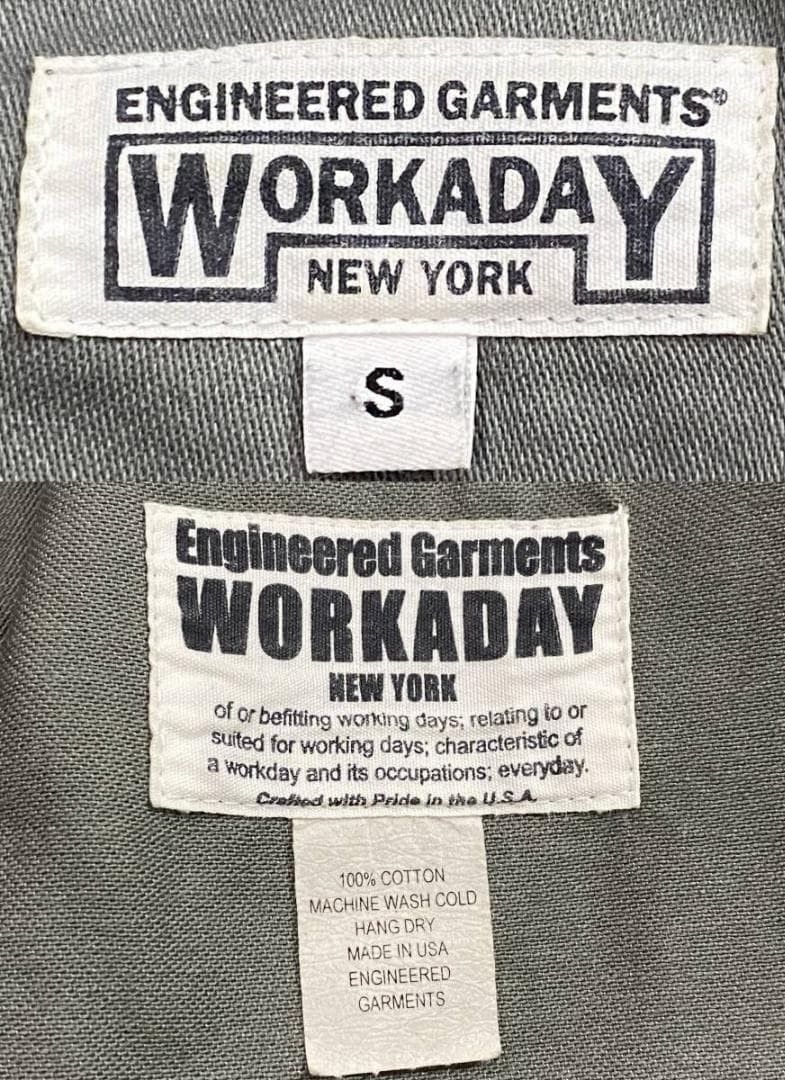 ENGINEERED GARMENTS®
WORKADAY
NEW YORK
S
Engineered Garments
WORKADAY
NEW YORK
of or befitting working days; relating to or
suited for working days; characteristic of
a workday and its occupations; everyday.
Crafted with Pride in the U.S.A.
100% COTTON
MACHINE WASH COLD
HANG DRY
MADE IN USA
ENGINEERED
GARMENTS